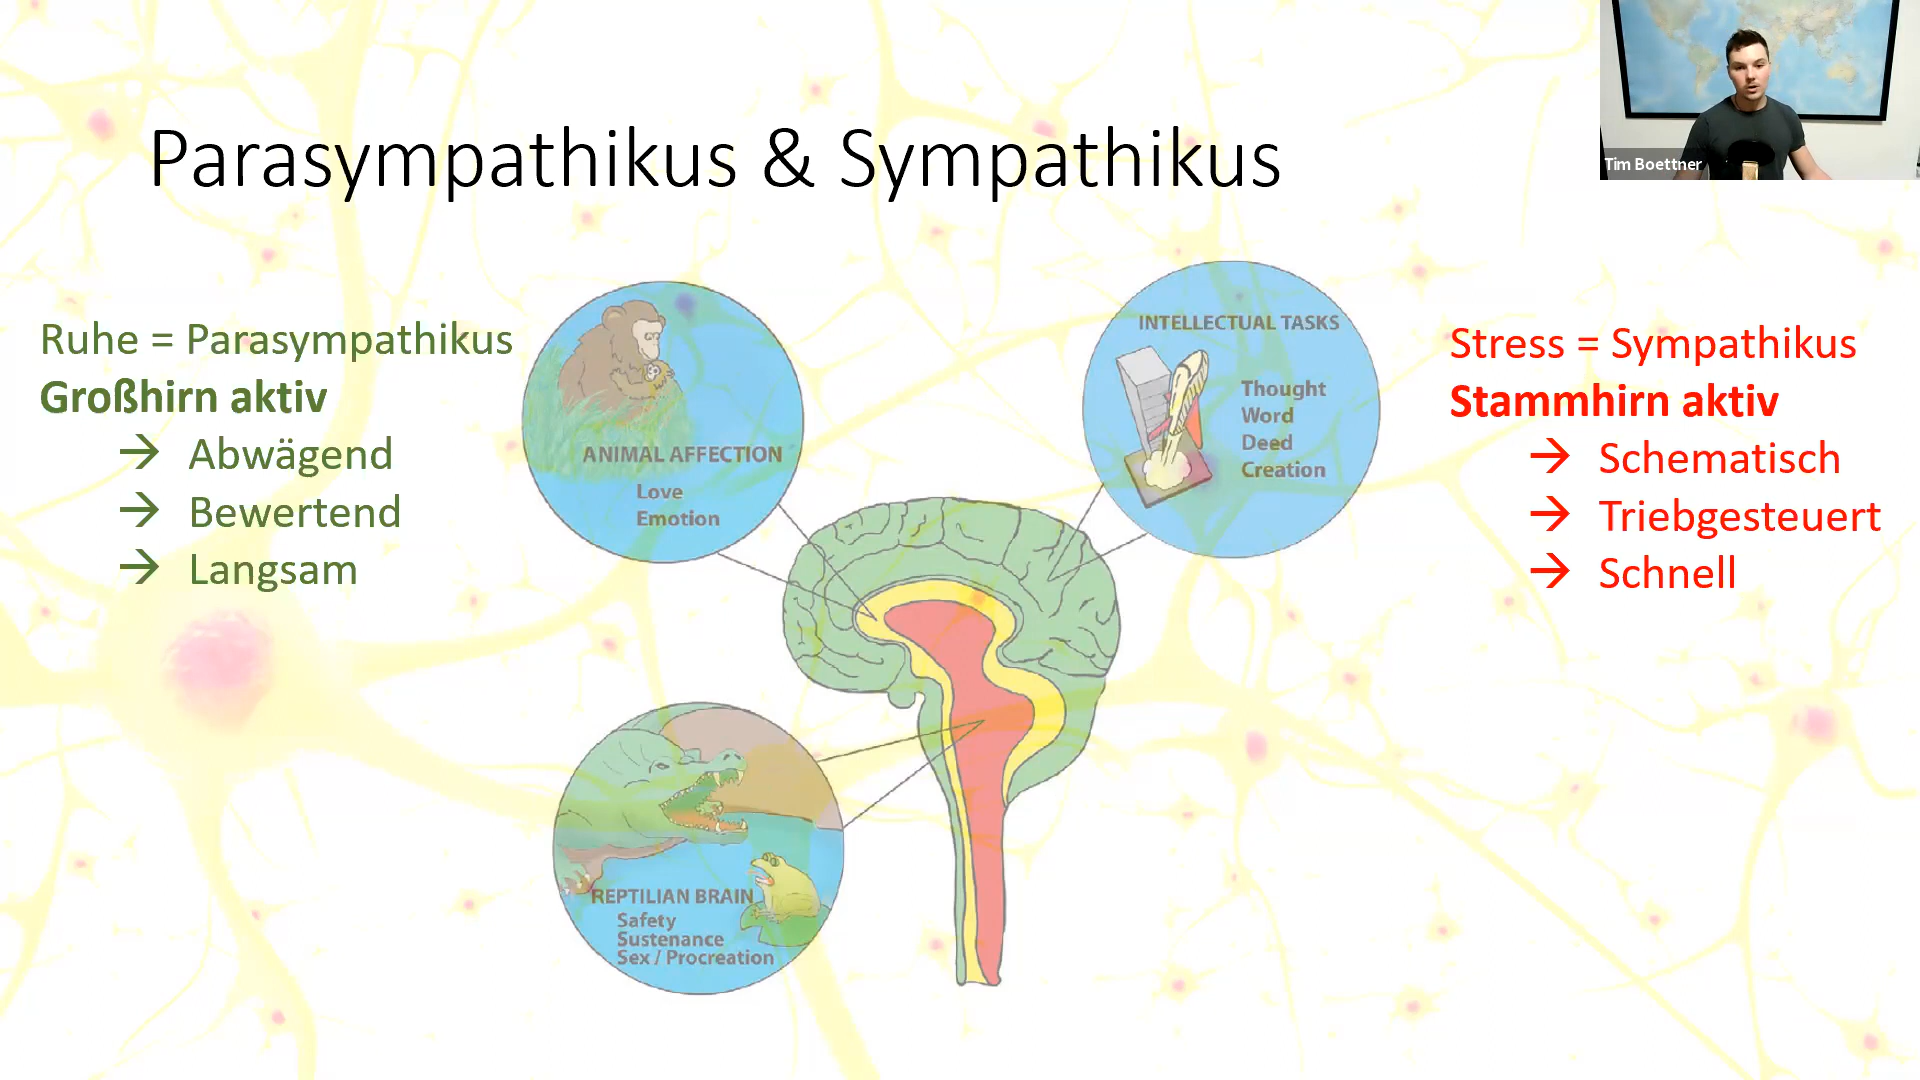 Parasympathikus & Sympathikus
Tim Boettner
Ruhe = Parasympathikus
Großhirn aktiv
→ Abwägend
→ Bewertend
→ Langsam
ANIMAL AFFECTION
Love
Emotion
INTELLECTUAL TASKS
Thought
Word
Deed
Creation
REPTILIAN BRAIN
Safety
Sustenance
Sex / Procreation
Stress = Sympathikus
Stammhirn aktiv
→ Schematisch
→ Triebgesteuert
→ Schnell